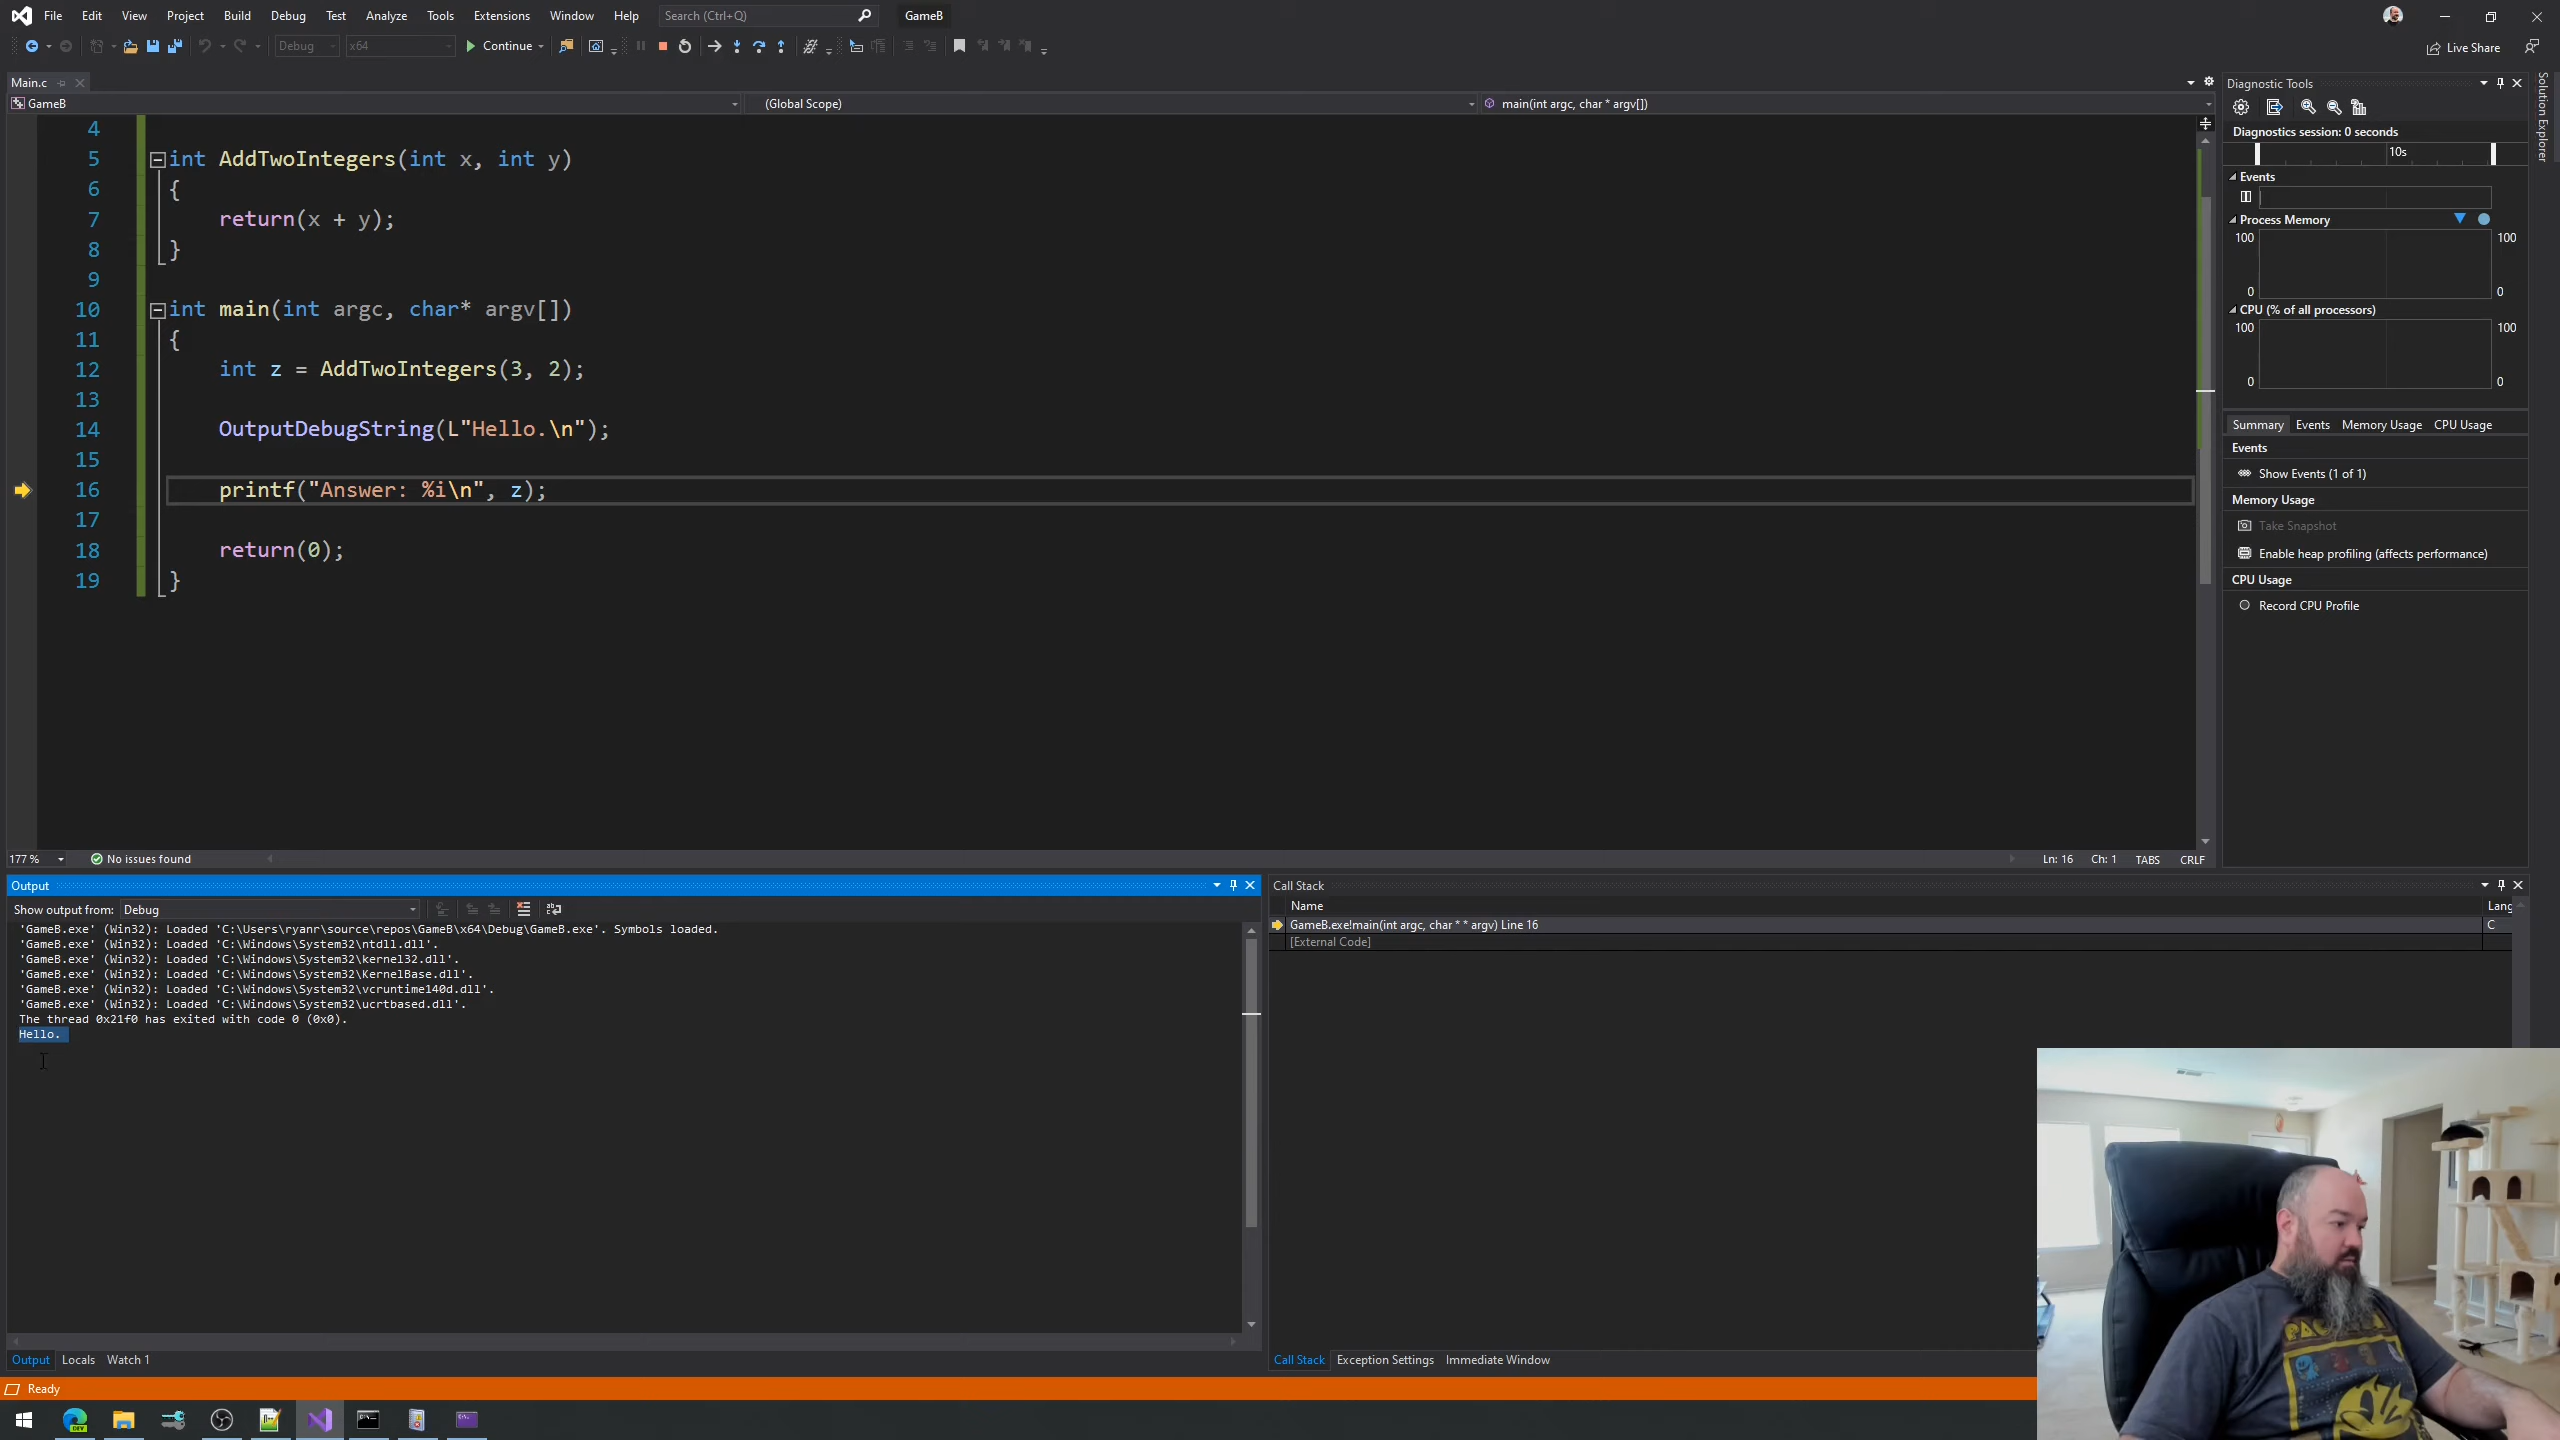 File Edit View Project Build Debug Test Analyze Tools Extensions Window Help Search (Ctrl+Q) GameB
Debug x64 Continue Live Share
Main.c
GameB (Global Scope) main(int argc, char * argv[])
4
5 int AddTwoIntegers(int x, int y)
6 {
7 return(x + y);
8 }
9
10 int main(int argc, char* argv[])
11 {
12 int z = AddTwoIntegers(3, 2);
13
14 OutputDebugString(L"Hello.\n");
15
16 printf("Answer: %i\n", z);
17
18 return(0);
19 }
177 % No issues found Ln: 16 Ch: 1 TABS CRLF
Diagnostic Tools
Diagnostics session: 0 seconds
10s
Events
Process Memory
100 100
0 0
CPU (% of all processors)
100 100
0 0
Summary Events Memory Usage CPU Usage
Events
Show Events (1 of 1)
Memory Usage
Take Snapshot
Enable heap profiling (affects performance)
CPU Usage
Record CPU Profile
Solution Explorer
Output
Show output from: Debug
'GameB.exe' (Win32): Loaded 'C:\Users\ryanr\source\repos\GameB\x64\Debug\GameB.exe'. Symbols loaded.
'GameB.exe' (Win32): Loaded 'C:\Windows\System32\ntdll.dll'.
'GameB.exe' (Win32): Loaded 'C:\Windows\System32\kernel32.dll'.
'GameB.exe' (Win32): Loaded 'C:\Windows\System32\KernelBase.dll'.
'GameB.exe' (Win32): Loaded 'C:\Windows\System32\vcruntime140d.dll'.
'GameB.exe' (Win32): Loaded 'C:\Windows\System32\ucrtbased.dll'.
The thread 0x21f0 has exited with code 0 (0x0).
Hello.
Output Locals Watch 1
Call Stack
Name Lang
GameB.exe!main(int argc, char * * argv) Line 16 C
[External Code]
Call Stack Exception Settings Immediate Window
Ready
DEV